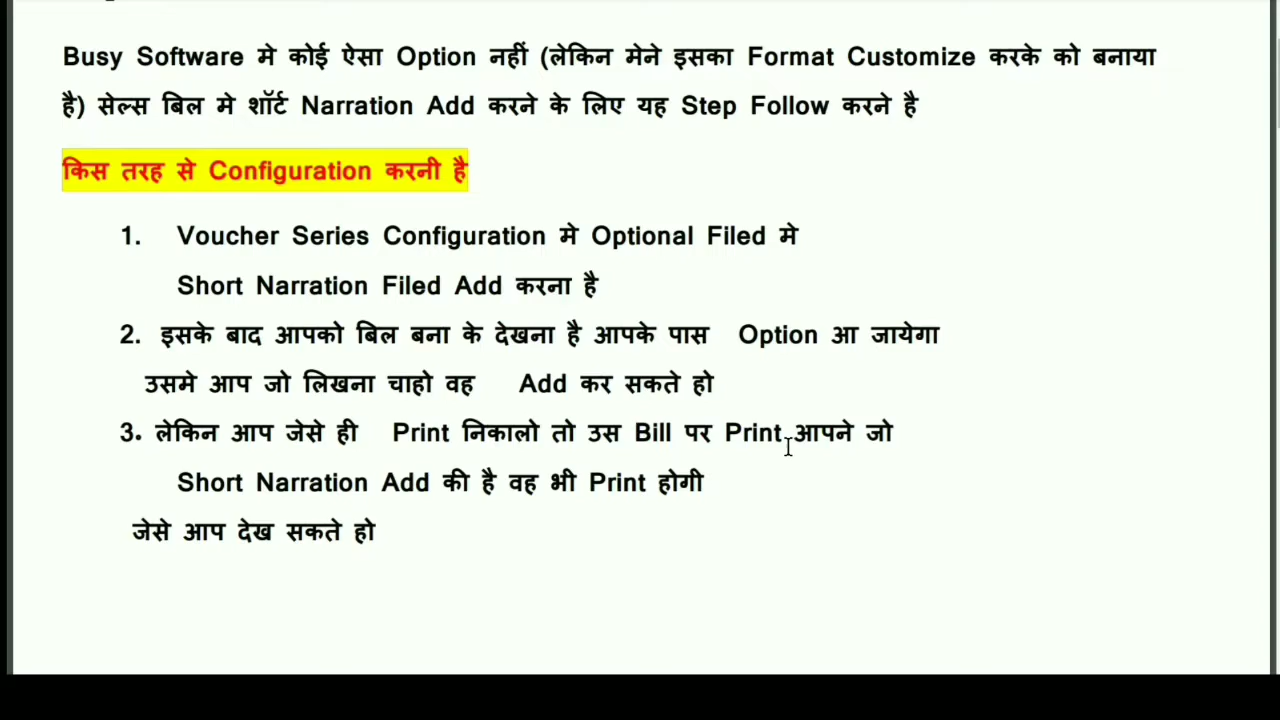 Busy Software मे कोई ऐसा Option नहीं (लेकिन मेने इसका Format Customize करके को बनाया
है) सेल्स बिल मे शॉर्ट Narration Add करने के लिए यह Step Follow करने है
किस तरह से Configuration करनी है
1. Voucher Series Configuration मे Optional Filed मे
Short Narration Filed Add करना है
2. इसके बाद आपको बिल बना के देखना है आपके पास Option आ जायेगा
उसमे आप जो लिखना चाहो वह Add कर सकते हो
3. लेकिन आप जेसे ही Print निकालो तो उस Bill पर Print आपने जो
Short Narration Add की है वह भी Print होगी
जेसे आप देख सकते हो